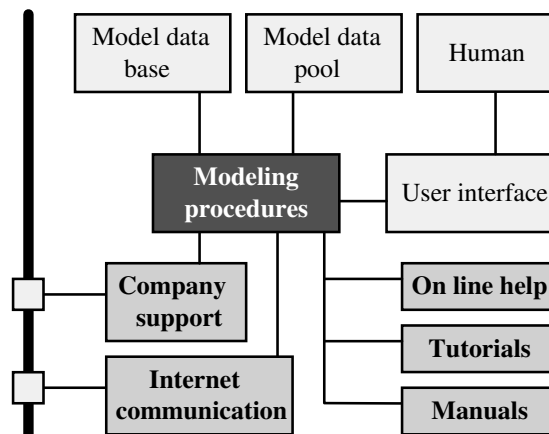 Model data
base
Model data
pool
Human
Modeling
procedures
User interface
Company
support
On line help
Tutorials
Internet
communication
Manuals